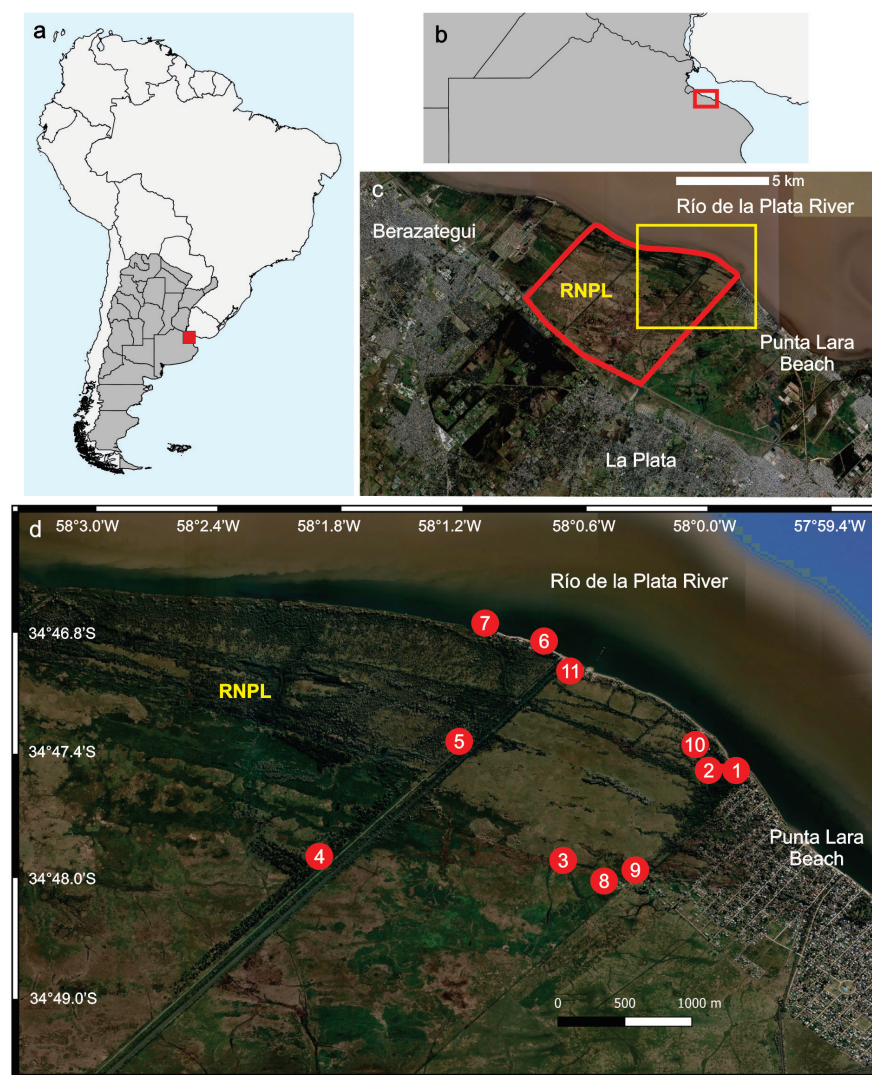 a
b
c
5 km
Río de la Plata River
Berazategui
RNPL
Punta Lara
Beach
La Plata
d
58°3.0'W
58°2.4'W
58°1.8'W
58°1.2'W
58°0.6'W
58°0.0'W
57°59.4'W
Río de la Plata River
34°46.8'S
7
6
11
RNPL
5
10
34°47.4'S
2
1
Punta Lara
Beach
4
3
8
9
34°48.0'S
34°49.0'S
0
500
1000 m